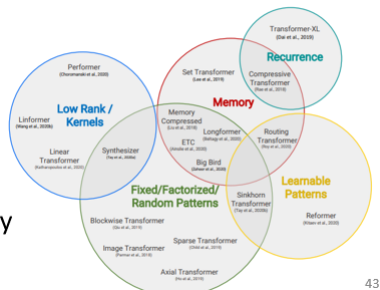 Transformer-XL
(Dai et al., 2019)
Recurrence
Performer
(Choromanski et al., 2020)
Set Transformer
(Lee et al., 2019)
Compressive
Transformer
(Rae et al., 2018)
Memory
Low Rank /
Kernels
Memory
Compressed
(Liu et al., 2018)
Linformer
(Wang et al., 2020b)
Longformer
(Beltagy et al., 2020)
Routing
Transformer
(Roy et al., 2020)
ETC
(Ainslie et al., 2020)
Synthesizer
(Tay et al., 2020a)
Linear
Transformer
(Katharopoulos et al., 2020)
Big Bird
(Zaheer et al., 2020)
Learnable
Patterns
Fixed/Factorized/
Random Patterns
Sinkhorn
Transformer
(Tay et al., 2020b)
Reformer
(Kitaev et al., 2020)
y
Blockwise Transformer
(Qiu et al., 2019)
Sparse Transformer
(Child et al., 2019)
Image Transformer
(Parmar et al., 2018)
Axial Transformer
(Ho et al., 2019)
43